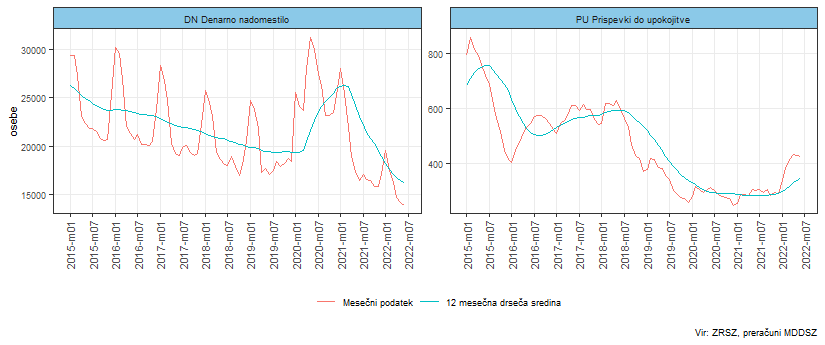 DN Denarno nadomestilo
PU Prispevki do upokojitve
osebe
30000
25000
20000
15000
800
600
400
2015-m01
2015-m07
2016-m01
2016-m07
2017-m01
2017-m07
2018-m01
2018-m07
2019-m01
2019-m07
2020-m01
2020-m07
2021-m01
2021-m07
2022-m01
2022-m07
2015-m01
2015-m07
2016-m01
2016-m07
2017-m01
2017-m07
2018-m01
2018-m07
2019-m01
2019-m07
2020-m01
2020-m07
2021-m01
2021-m07
2022-m01
2022-m07
Mesečni podatek
12 mesečna drseča sredina
Vir: ZRSZ, preračuni MDDSZ